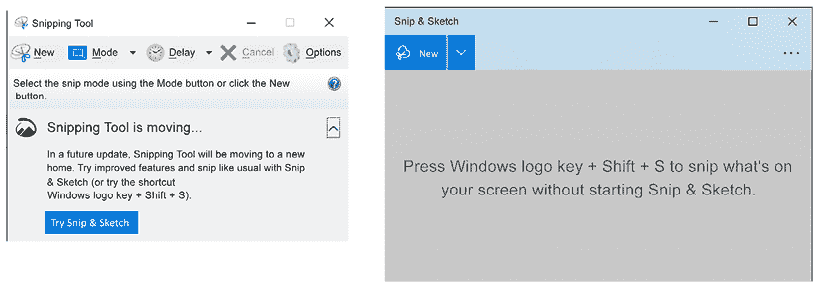 Snipping Tool
New Mode Delay Cancel Options
Select the snip mode using the Mode button or click the New
button.
Snipping Tool is moving...
In a future update, Snipping Tool will be moving to a new
home. Try improved features and snip like usual with Snip
& Sketch (or try the shortcut
Windows logo key + Shift + S).
Try Snip & Sketch
Snip & Sketch
New
Press Windows logo key + Shift + S to snip what's on
your screen without starting Snip & Sketch.